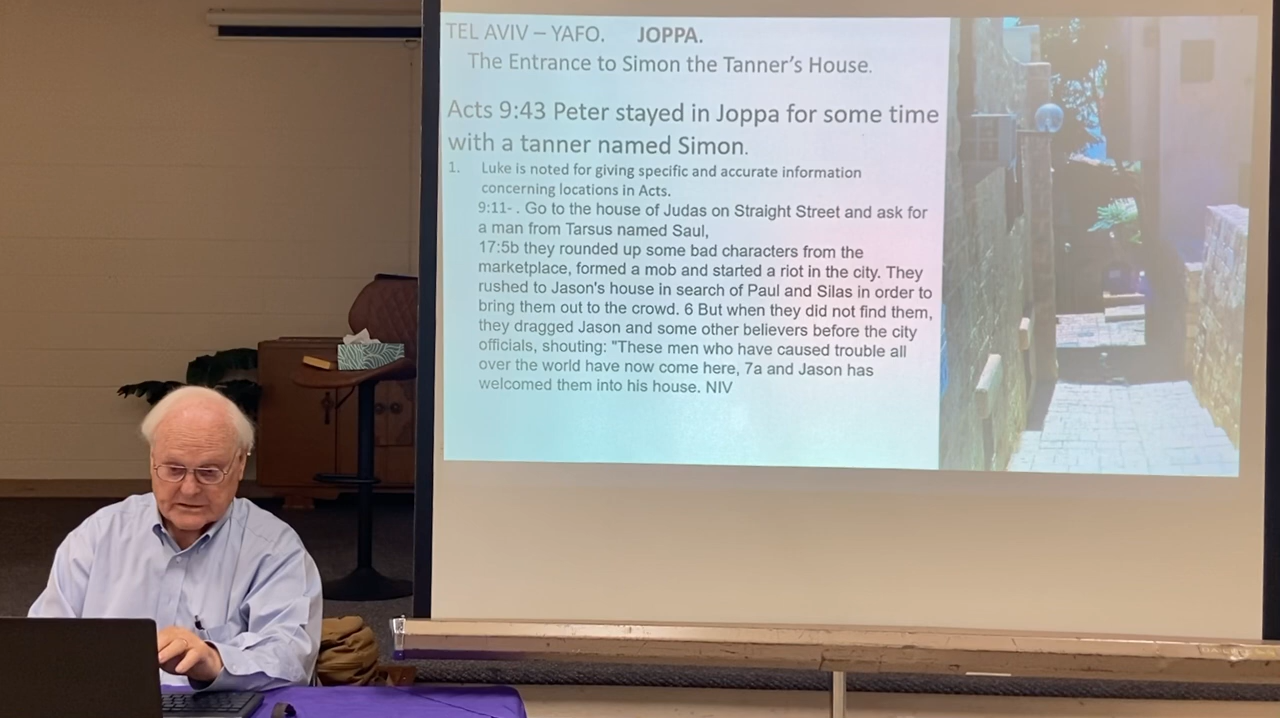 TEL AVIV – YAFO. JOPPA.
The Entrance to Simon the Tanner's House.
Acts 9:43 Peter stayed in Joppa for some time
with a tanner named Simon.
1. Luke is noted for giving specific and accurate information
concerning locations in Acts.
9:11- . Go to the house of Judas on Straight Street and ask for
a man from Tarsus named Saul,
17:5b they rounded up some bad characters from the
marketplace, formed a mob and started a riot in the city. They
rushed to Jason's house in search of Paul and Silas in order to
bring them out to the crowd. 6 But when they did not find them,
they dragged Jason and some other believers before the city
officials, shouting: "These men who have caused trouble all
over the world have now come here, 7a and Jason has
welcomed them into his house. NIV